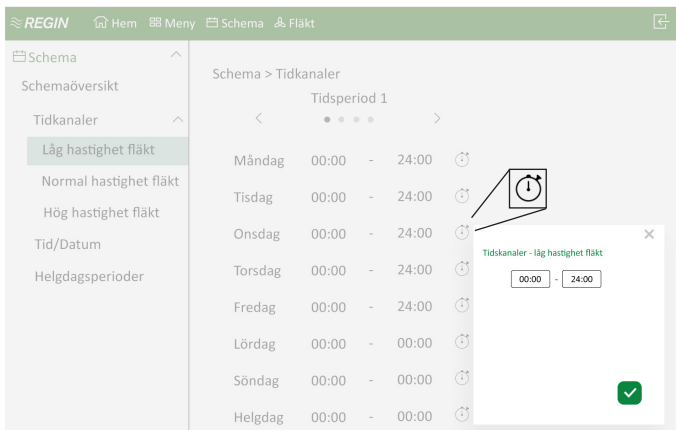 REGIN Hem Meny Schema Fläkt
Schema
Schemaöversikt
Tidkanaler
Låg hastighet fläkt
Normal hastighet fläkt
Hög hastighet fläkt
Tid/Datum
Helgdagsperioder
Schema > Tidkanaler
Tidsperiod 1
< >
Måndag 00:00 - 24:00
Tisdag 00:00 - 24:00
Onsdag 00:00 - 24:00
Torsdag 00:00 - 24:00
Fredag 00:00 - 24:00
Lördag 00:00 - 00:00
Söndag 00:00 - 00:00
Helgdag 00:00 - 00:00
Tidskanaler - låg hastighet fläkt
00:00 - 24:00